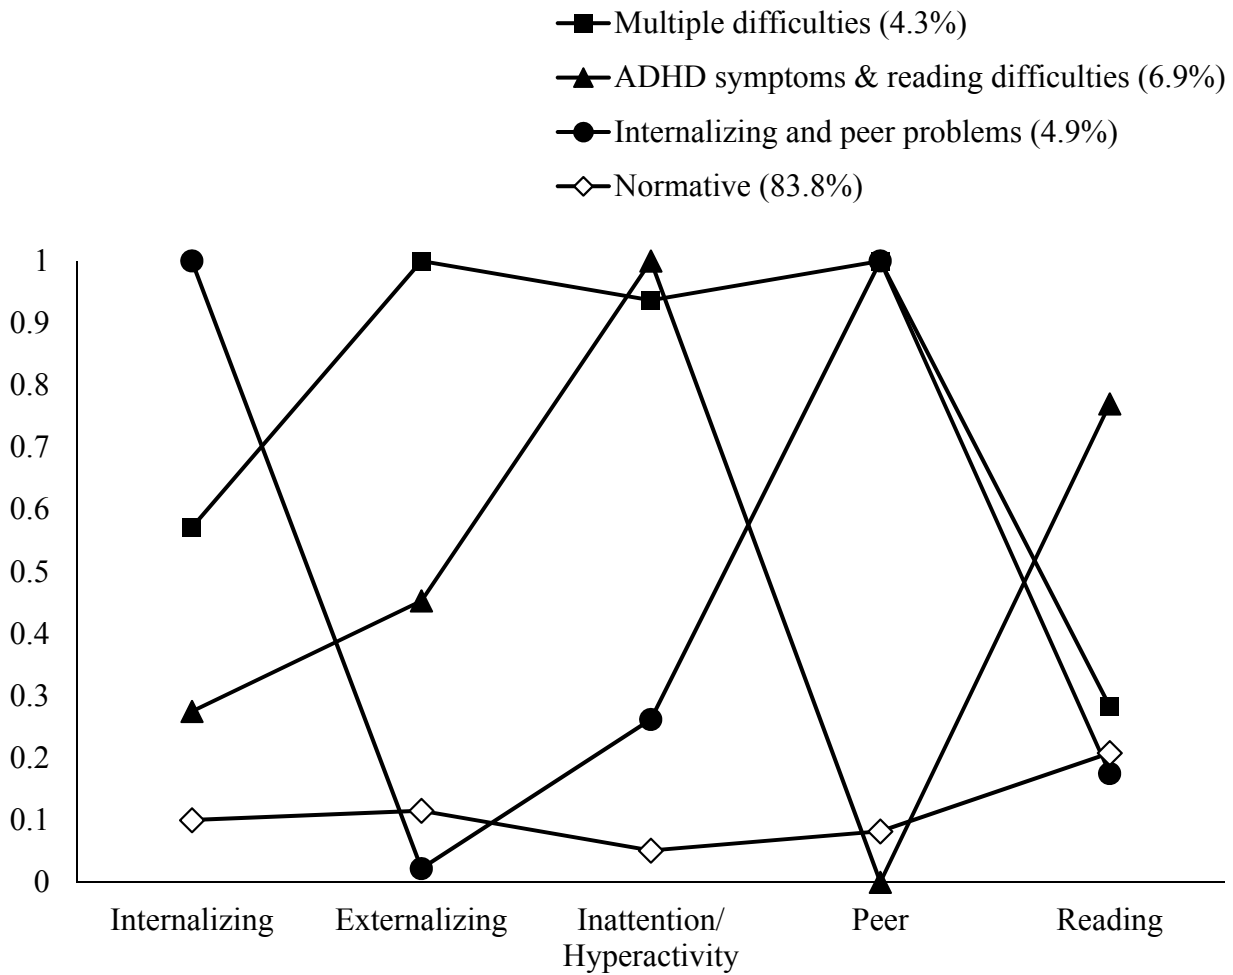 Multiple difficulties (4.3%)
ADHD symptoms & reading difficulties (6.9%)
Internalizing and peer problems (4.9%)
Normative (83.8%)
1
0.9
0.8
0.7
0.6
0.5
0.4
0.3
0.2
0.1
0
Internalizing Externalizing Inattention/ Peer Reading
Hyperactivity